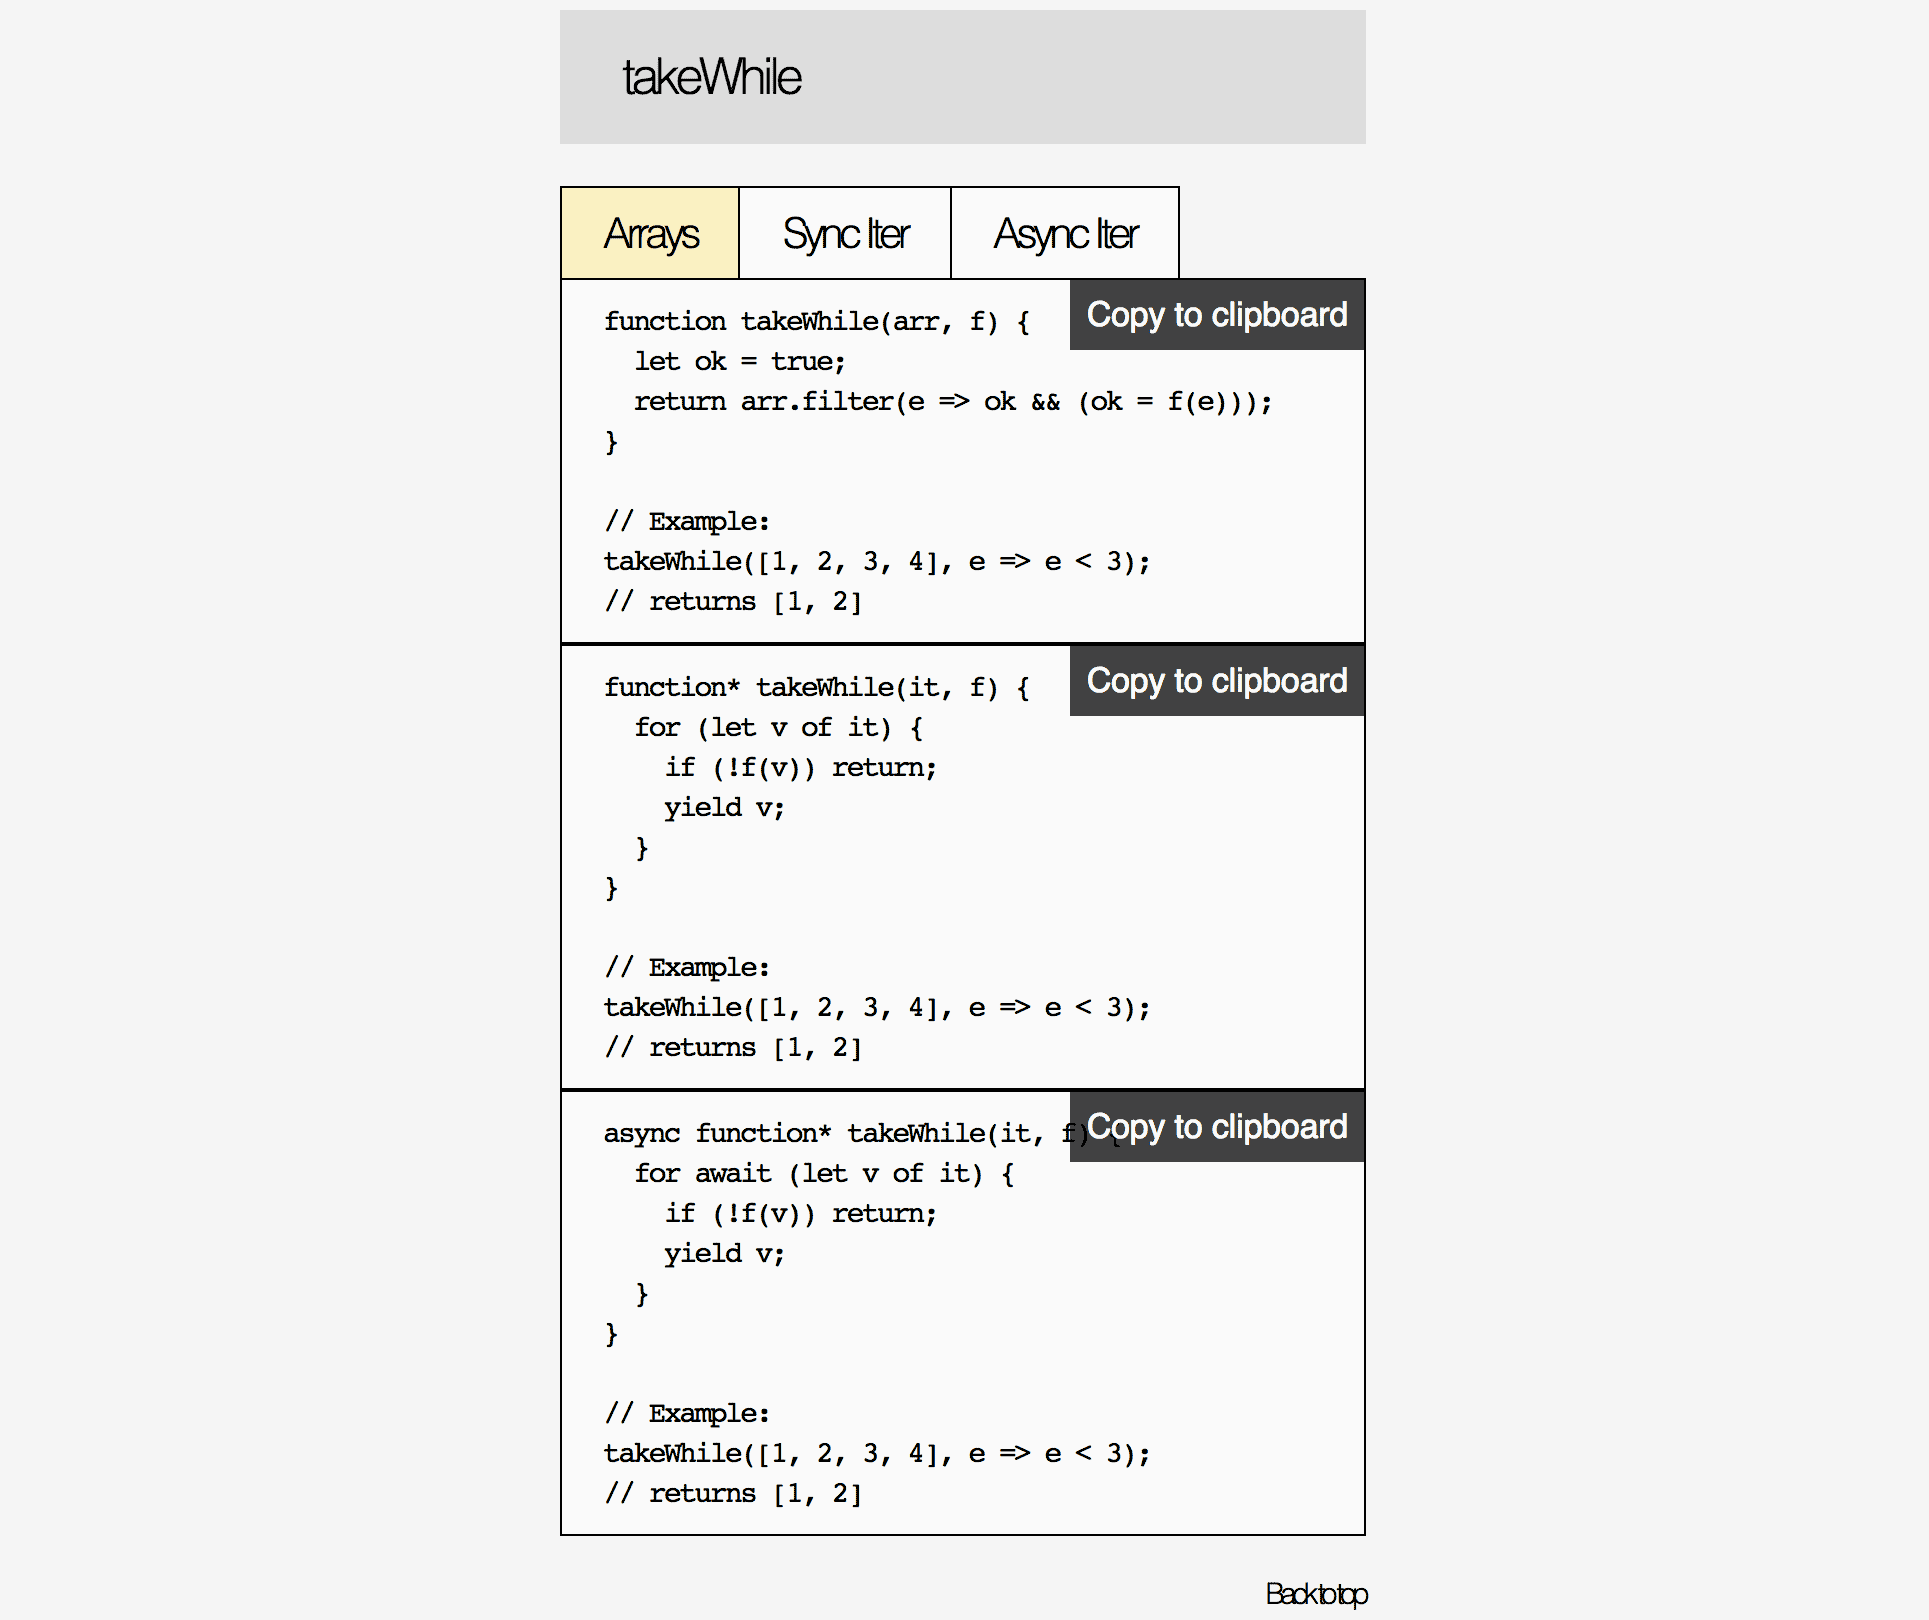 takeWhile
Arrays
Sync Iter
Async Iter
Copy to clipboard
function takeWhile(arr, f) {
  let ok = true;
  return arr.filter(e => ok && (ok = f(e)));
}
// Example:
takeWhile([1, 2, 3, 4], e => e < 3);
// returns [1, 2]
Copy to clipboard
function* takeWhile(it, f) {
  for (let v of it) {
    if (!f(v)) return;
    yield v;
  }
}
// Example:
takeWhile([1, 2, 3, 4], e => e < 3);
// returns [1, 2]
Copy to clipboard
async function* takeWhile(it, f) {
  for await (let v of it) {
    if (!f(v)) return;
    yield v;
  }
}
// Example:
takeWhile([1, 2, 3, 4], e => e < 3);
// returns [1, 2]
Back to top